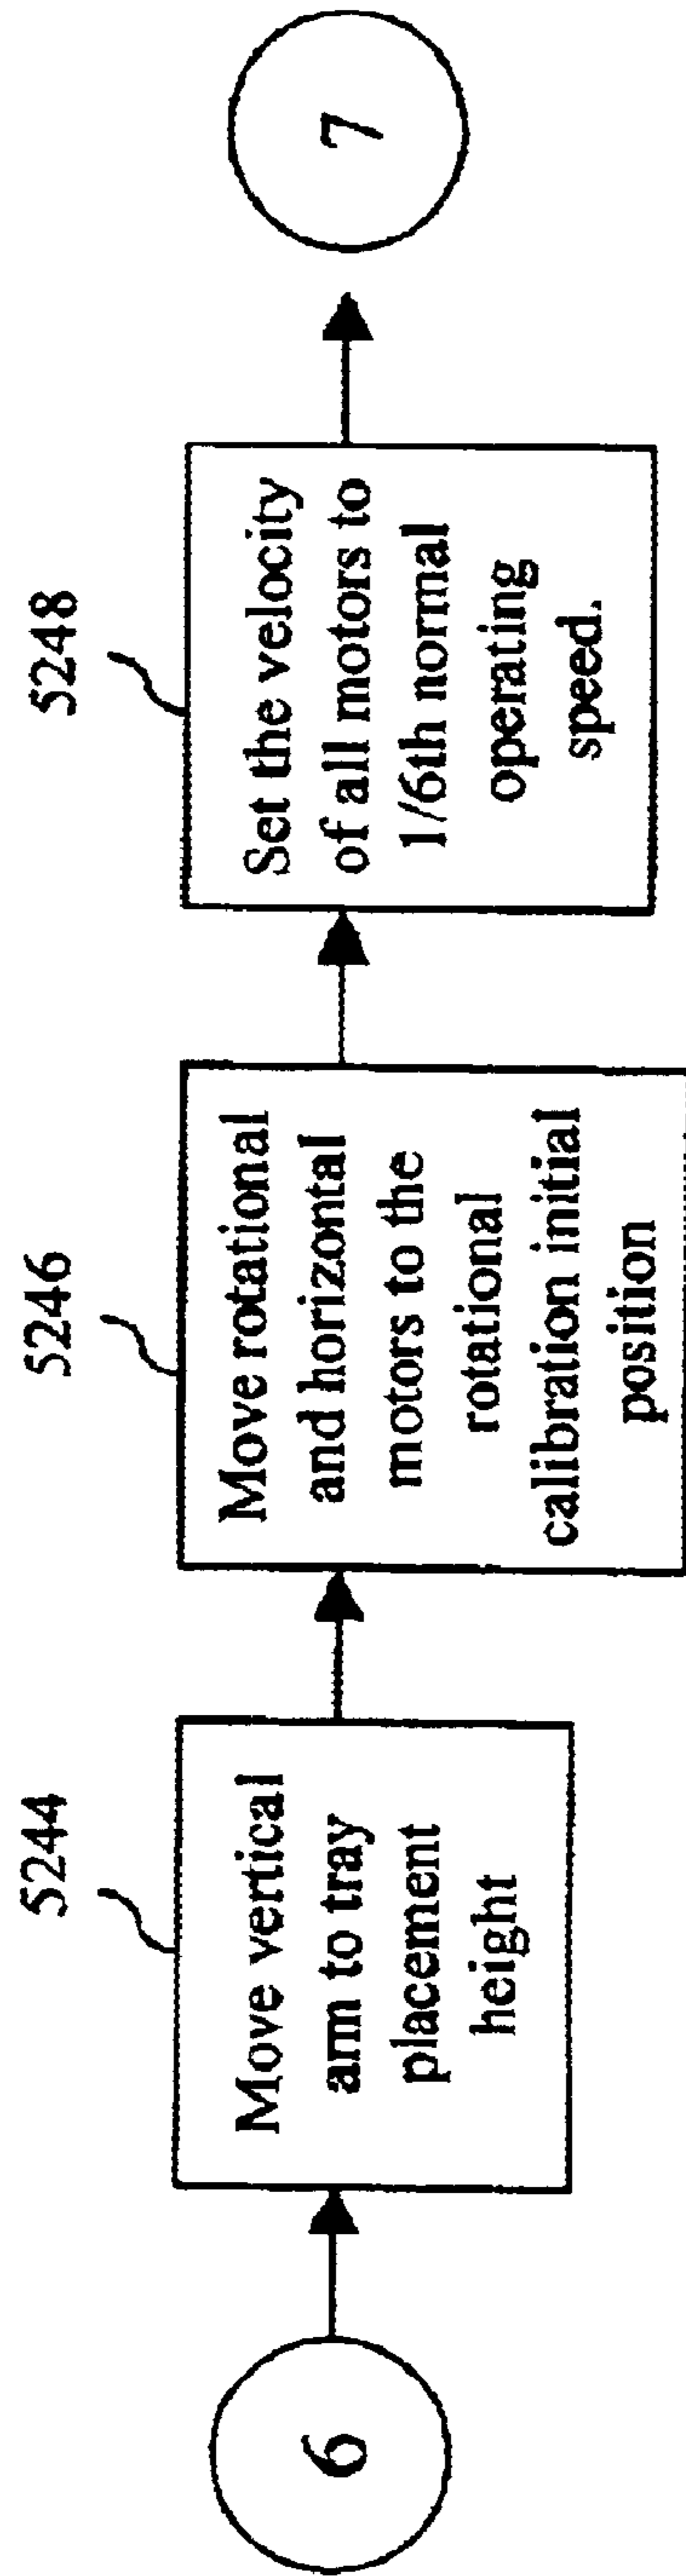 6
5244
Move vertical
arm to tray
placement
height
5246
Move rotational
and horizontal
motors to the
rotational
calibration initial
position
5248
Set the velocity
of all motors to
1/6th normal
operating
speed.
7